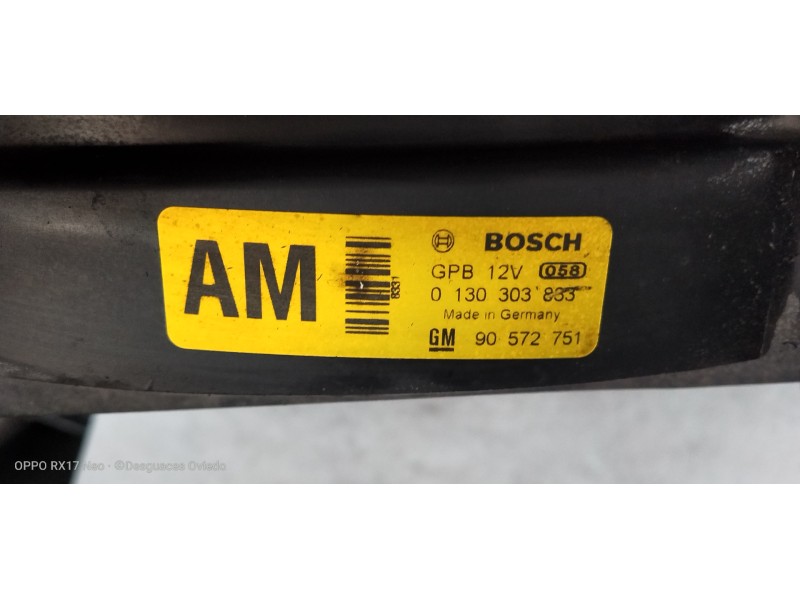 AM
8331
BOSCH
GPB 12V 058
0 130 303 833
Made in Germany
GM 90 572 751
OPPO RX17 Neo · ©Desguaces Oviedo